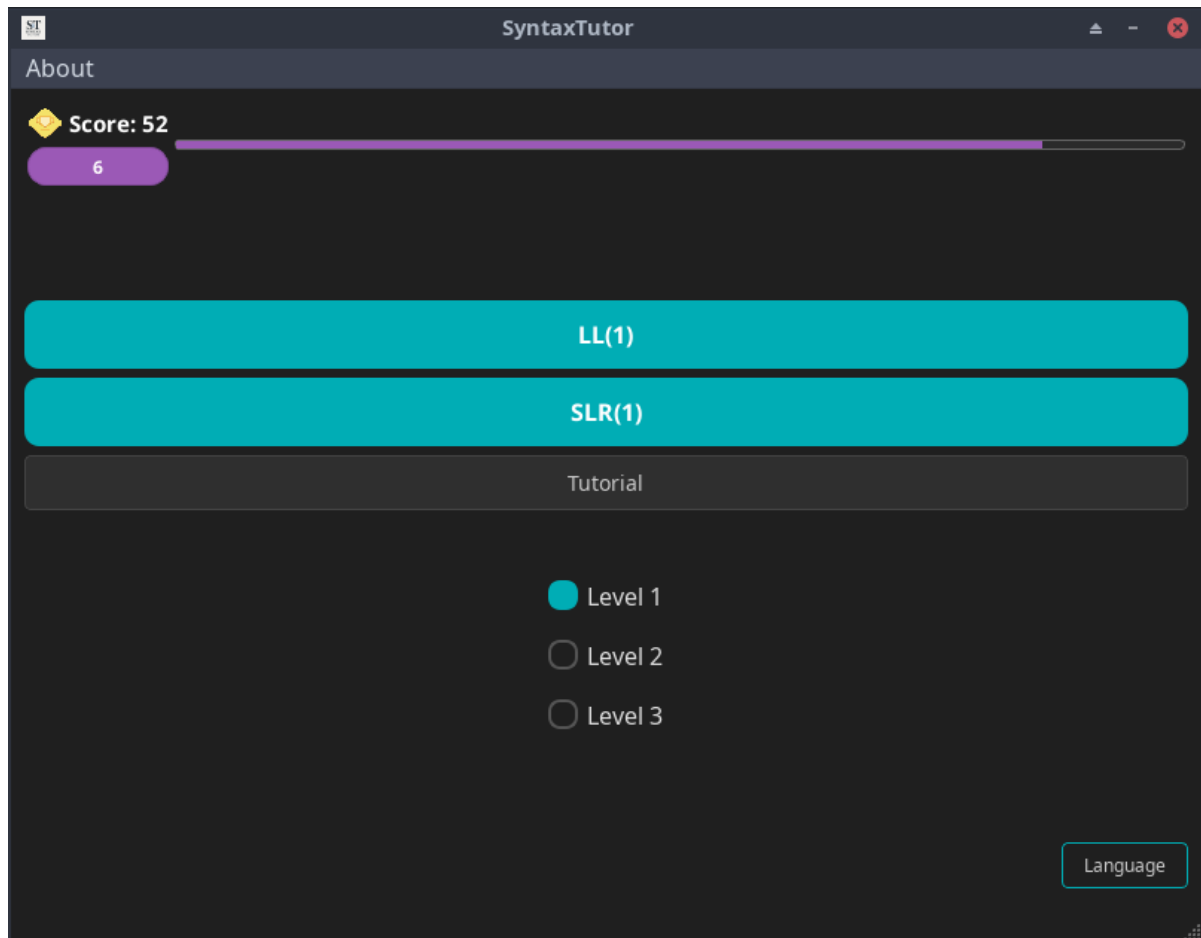 ST
SyntaxTutor
About
Score: 52
6
LL(1)
SLR(1)
Tutorial
Level 1
Level 2
Level 3
Language